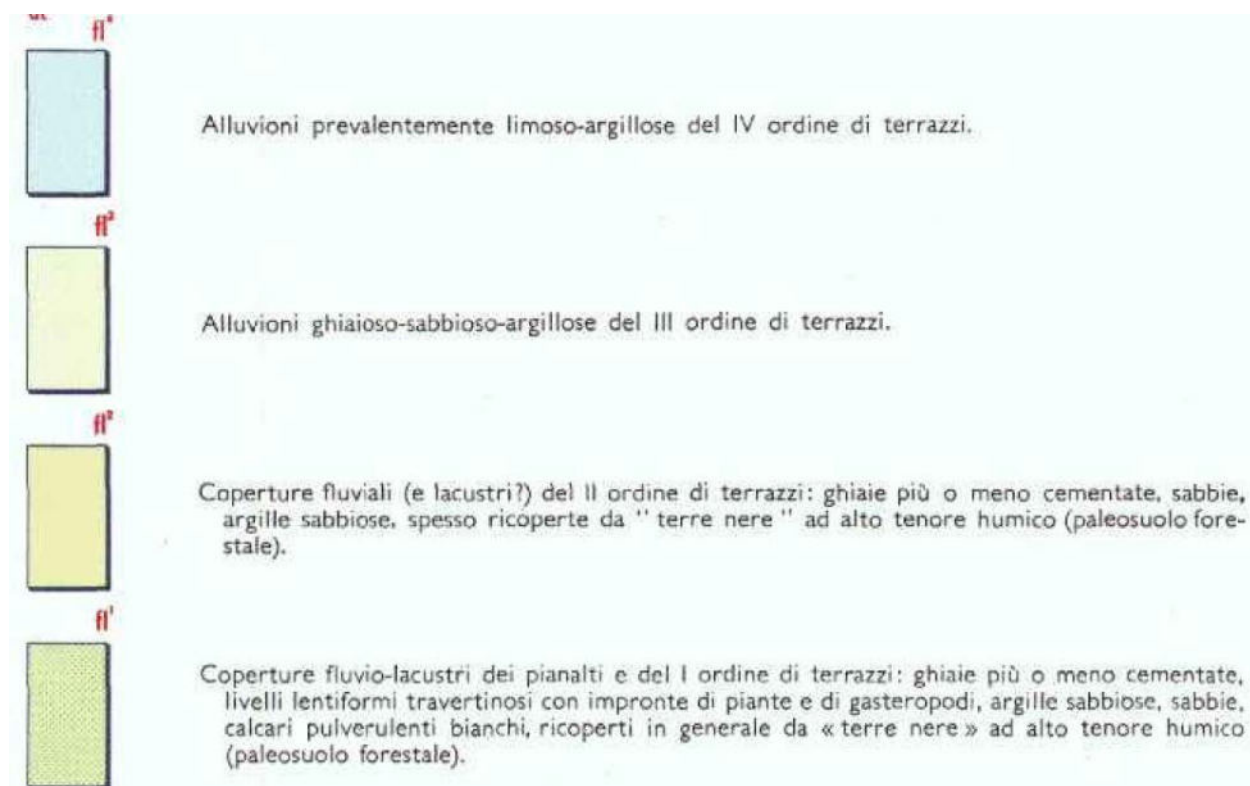 fl⁴
Alluvioni prevalentemente limoso-argillose del IV ordine di terrazzi.
fl³
Alluvioni ghiaioso-sabbioso-argillose del III ordine di terrazzi.
fl²
Coperture fluviali (e lacustri?) del II ordine di terrazzi: ghiaie più o meno cementate, sabbie,
argille sabbiose, spesso ricoperte da " terre nere " ad alto tenore humico (paleosuolo fore-
stale).
fl¹
Coperture fluvio-lacustri dei pianalti e del I ordine di terrazzi: ghiaie più o meno cementate,
livelli lentiformi travertinosi con impronte di piante e di gasteropodi, argille sabbiose, sabbie,
calcari pulverulenti bianchi, ricoperti in generale da « terre nere » ad alto tenore humico
(paleosuolo forestale).